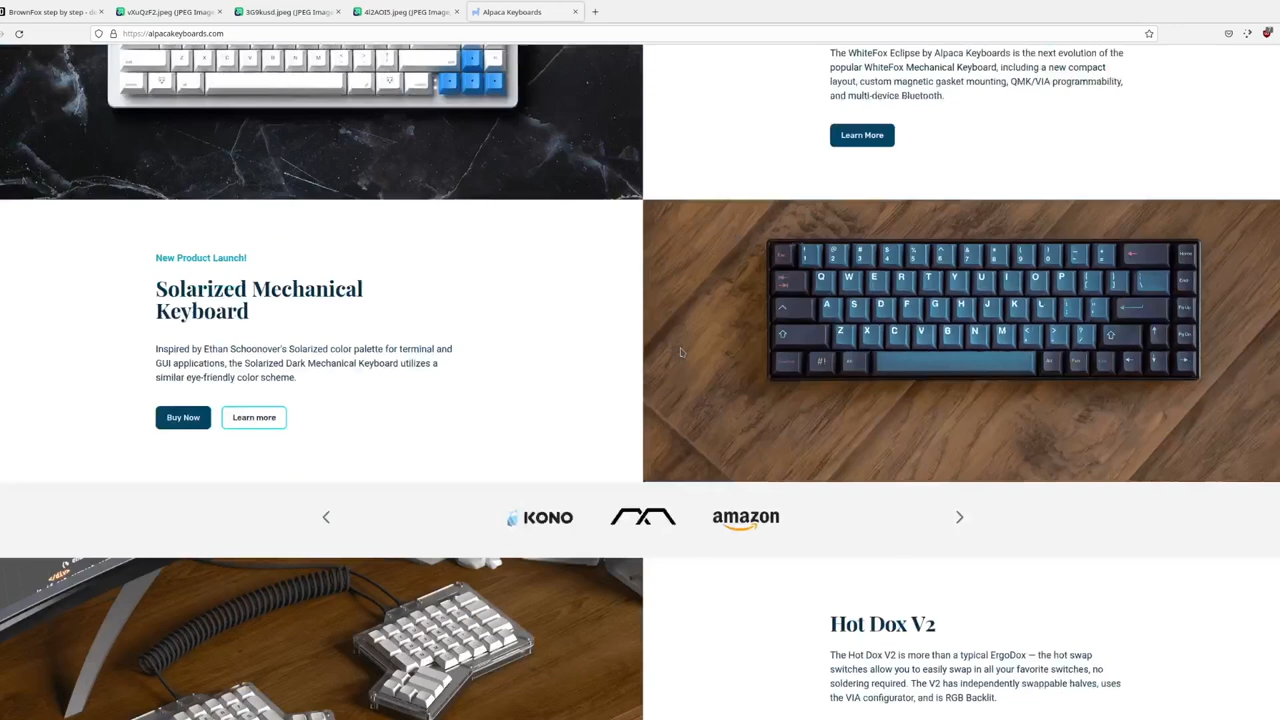 BrownFox step by step - de
vXuQzF2.jpeg (JPEG Image
3G9kusd.jpeg (JPEG Image
4l2AOI5.jpeg (JPEG Image,
Alpaca Keyboards
https://alpacakeyboards.com
The WhiteFox Eclipse by Alpaca Keyboards is the next evolution of the
popular WhiteFox Mechanical Keyboard, including a new compact
layout, custom magnetic gasket mounting, QMK/VIA programmability,
and multi-device Bluetooth.
Learn More
New Product Launch!
Solarized Mechanical
Keyboard
Inspired by Ethan Schoonover's Solarized color palette for terminal and
GUI applications, the Solarized Dark Mechanical Keyboard utilizes a
similar eye-friendly color scheme.
Buy Now
Learn more
Q W E R T Y U I O P
A S D F G H J K L
Z X C V B N M
KONO
amazon
Hot Dox V2
The Hot Dox V2 is more than a typical ErgoDox — the hot swap
switches allow you to easily swap in all your favorite switches, no
soldering required. The V2 has independently swappable halves, uses
the VIA configurator, and is RGB Backlit.